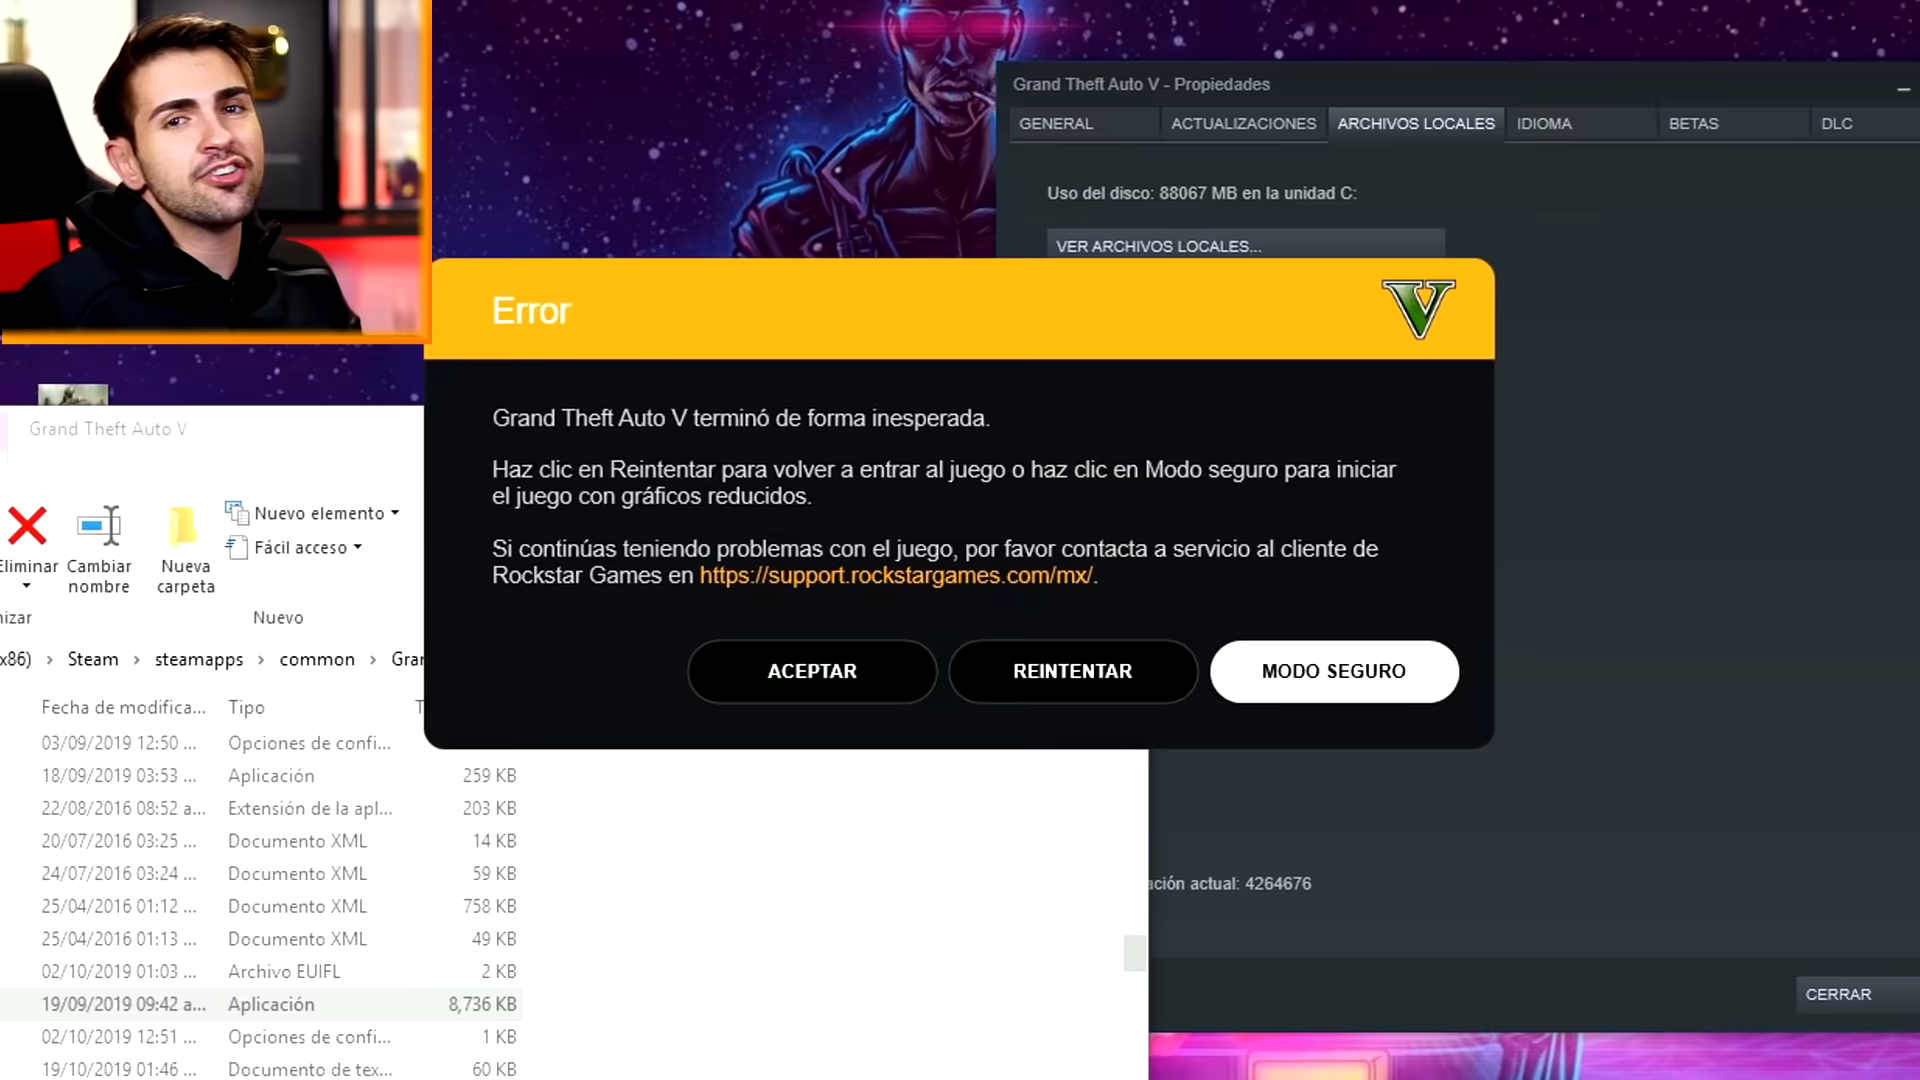 Grand Theft Auto V - Propiedades
GENERAL
ACTUALIZACIONES
ARCHIVOS LOCALES
IDIOMA
BETAS
DLC
Uso del disco: 88067 MB en la unidad C:
VER ARCHIVOS LOCALES...
Error
V
Grand Theft Auto V terminó de forma inesperada.
Haz clic en Reintentar para volver a entrar al juego o haz clic en Modo seguro para iniciar
el juego con gráficos reducidos.
Si continúas teniendo problemas con el juego, por favor contacta a servicio al cliente de
Rockstar Games en https://support.rockstargames.com/mx/.
ACEPTAR
REINTENTAR
MODO SEGURO
Grand Theft Auto V
Eliminar
Cambiar
nombre
Nueva
carpeta
Nuevo elemento
Fácil acceso
nizar
Nuevo
x86) › Steam › steamapps › common › Gran
Fecha de modifica... Tipo T
03/09/2019 12:50 ... Opciones de confi...
18/09/2019 03:53 ... Aplicación 259 KB
22/08/2016 08:52 a... Extensión de la apl... 203 KB
20/07/2016 03:25 ... Documento XML 14 KB
24/07/2016 03:24 ... Documento XML 59 KB
25/04/2016 01:12 ... Documento XML 758 KB
25/04/2016 01:13 ... Documento XML 49 KB
02/10/2019 01:03 ... Archivo EUIFL 2 KB
19/09/2019 09:42 a... Aplicación 8,736 KB
02/10/2019 12:51 ... Opciones de confi... 1 KB
19/10/2019 01:46 ... Documento de tex... 60 KB
ación actual: 4264676
CERRAR